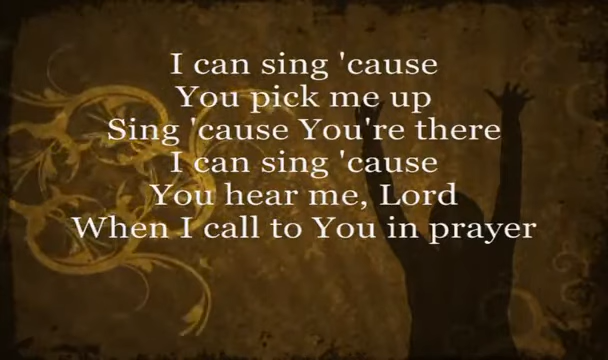 I can sing 'cause
You pick me up
Sing 'cause You're there
I can sing 'cause
You hear me, Lord
When I call to You in prayer